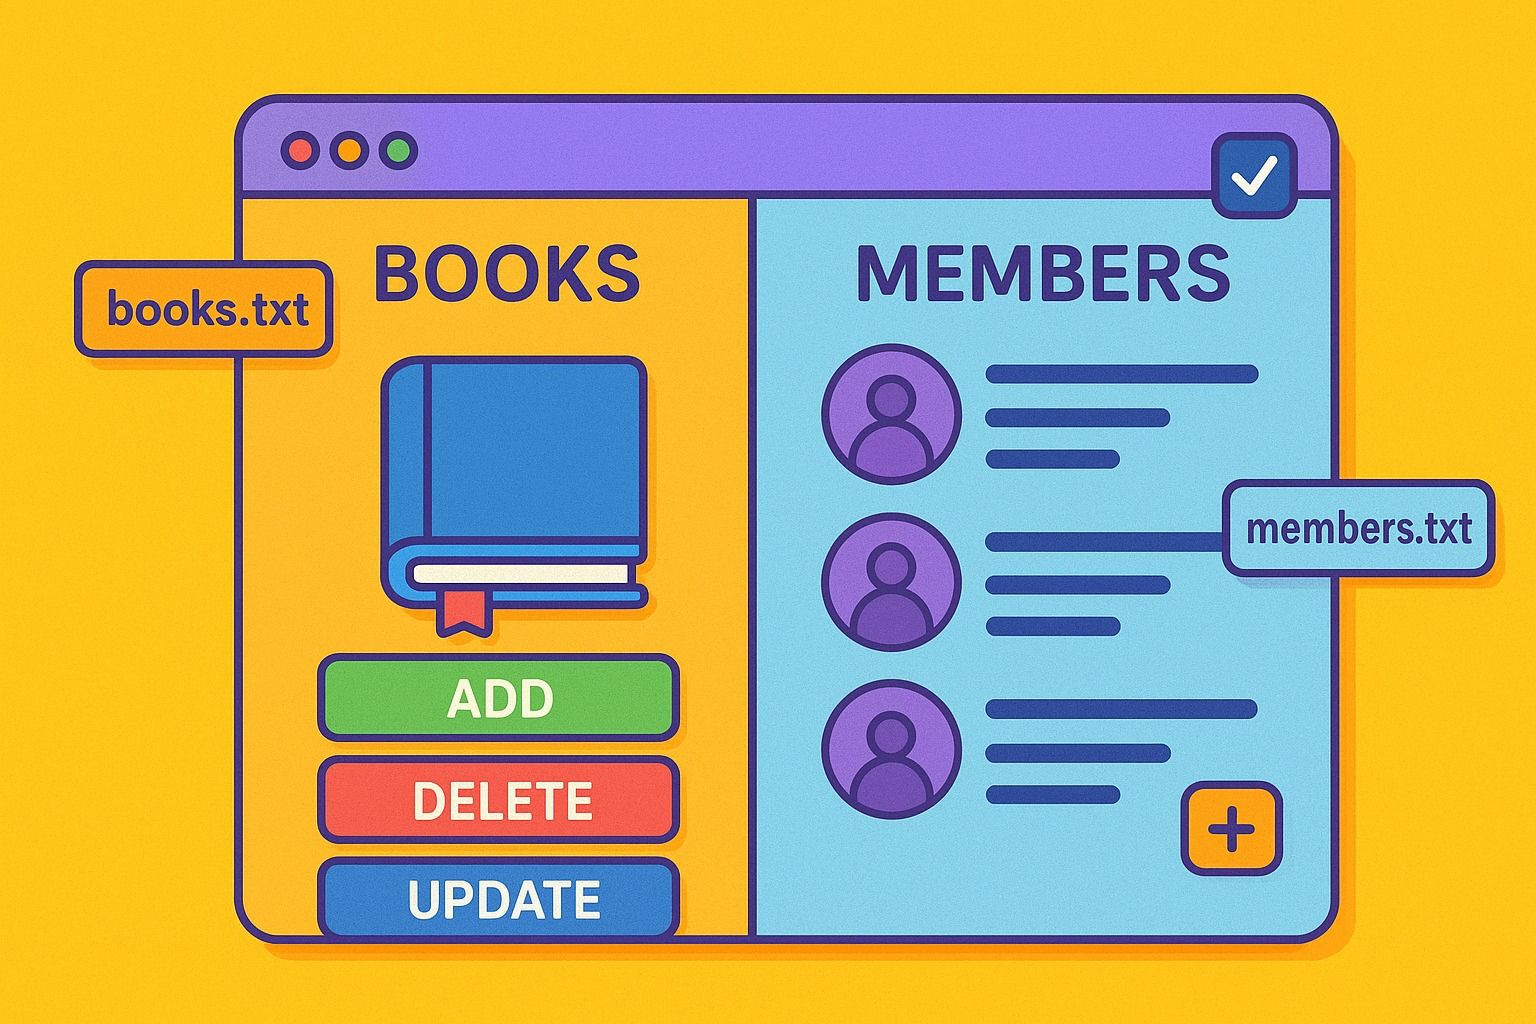 BOOKS
books.txt
ADD
DELETE
UPDATE
MEMBERS
members.txt